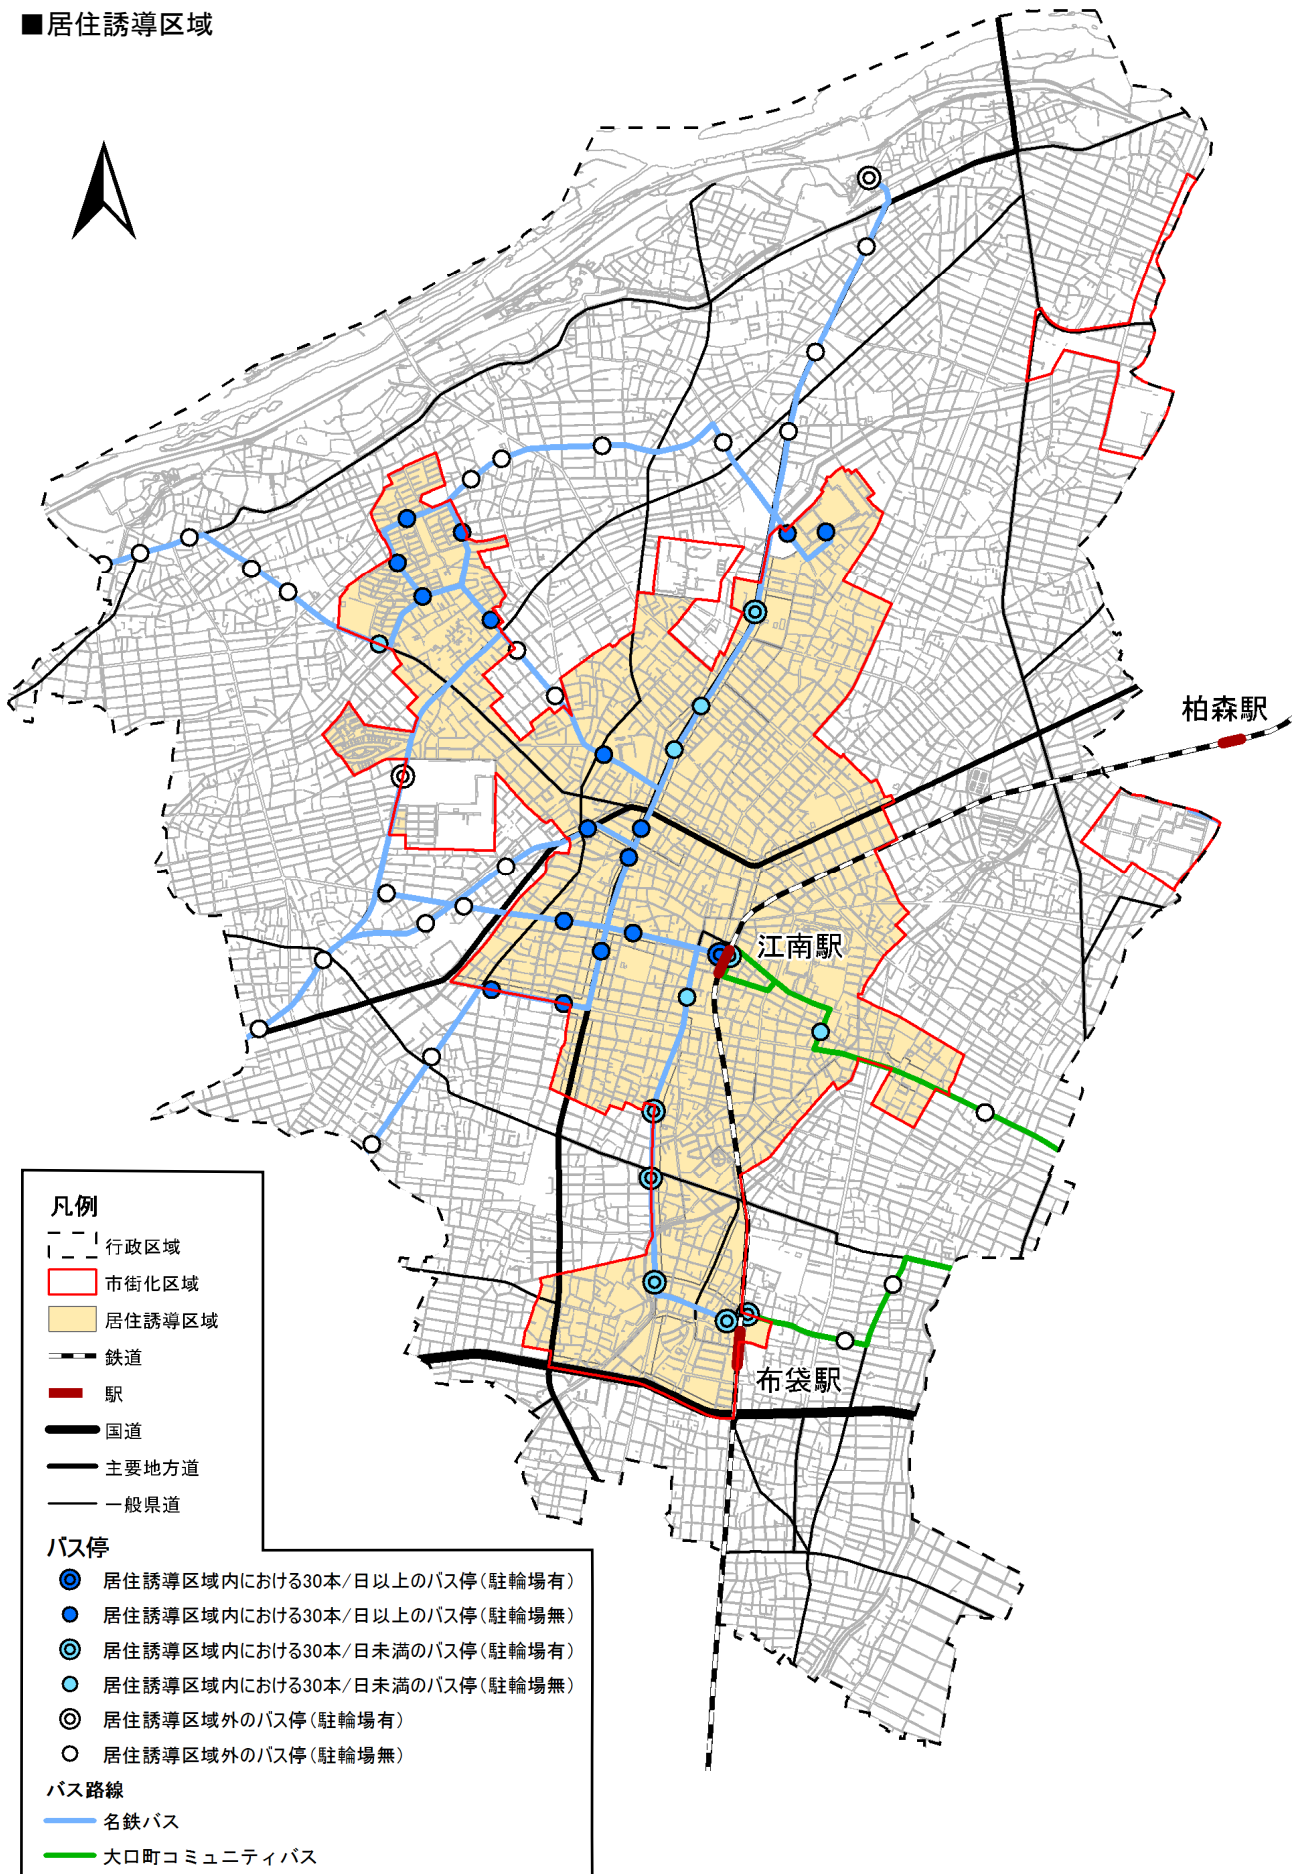 ■居住誘導区域
柏森駅
江南駅
布袋駅
凡例
行政区域
市街化区域
居住誘導区域
鉄道
駅
国道
主要地方道
一般県道
バス停
居住誘導区域内における30本/日以上のバス停(駐輪場有)
居住誘導区域内における30本/日以上のバス停(駐輪場無)
居住誘導区域内における30本/日未満のバス停(駐輪場有)
居住誘導区域内における30本/日未満のバス停(駐輪場無)
居住誘導区域外のバス停(駐輪場有)
居住誘導区域外のバス停(駐輪場無)
バス路線
名鉄バス
大口町コミュニティバス